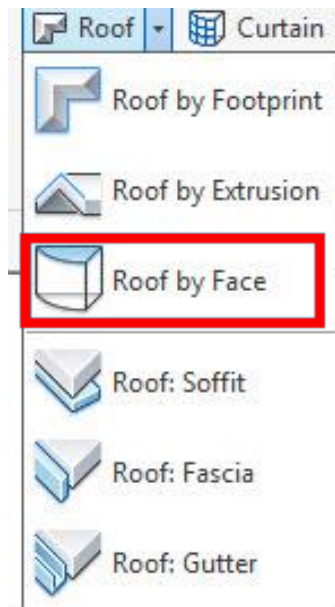 Roof Curtain
Roof by Footprint
Roof by Extrusion
Roof by Face
Roof: Soffit
Roof: Fascia
Roof: Gutter